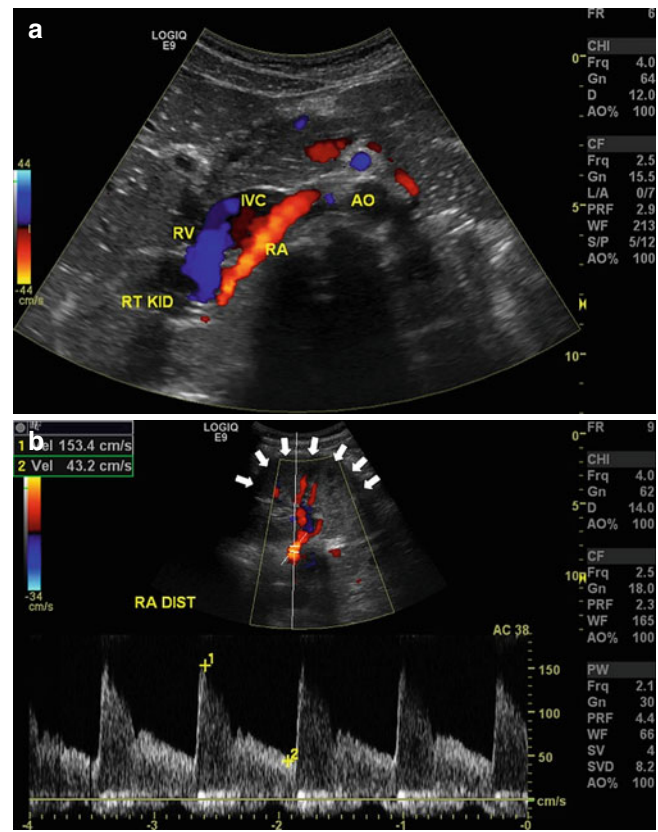 a
LOGIQ
E9
FR 6
0
CHI
Frq 4.0
Gn 64
D 12.0
AO% 100
CF
Frq 2.5
Gn 15.5
L/A 0/7
PRF 2.9
WF 213
S/P 5/12
AO% 100
44
-44
cm/s
IVC
AO
RV
RA
RT KID
5
10
b
1 Vel 153.4 cm/s
2 Vel 43.2 cm/s
LOGIQ
E9
FR 9
0
CHI
Frq 4.0
Gn 62
D 14.0
AO% 100
5
CF
Frq 2.5
Gn 18.0
PRF 2.3
WF 165
AO% 100
10
-34
cm/s
RA DIST
AC 38
1
2
150
100
50
cm/s
PW
Frq 2.1
Gn 30
PRF 4.4
WF 66
SV 4
SVD 8.2
AO% 100
-4 -3 -2 -1 -0